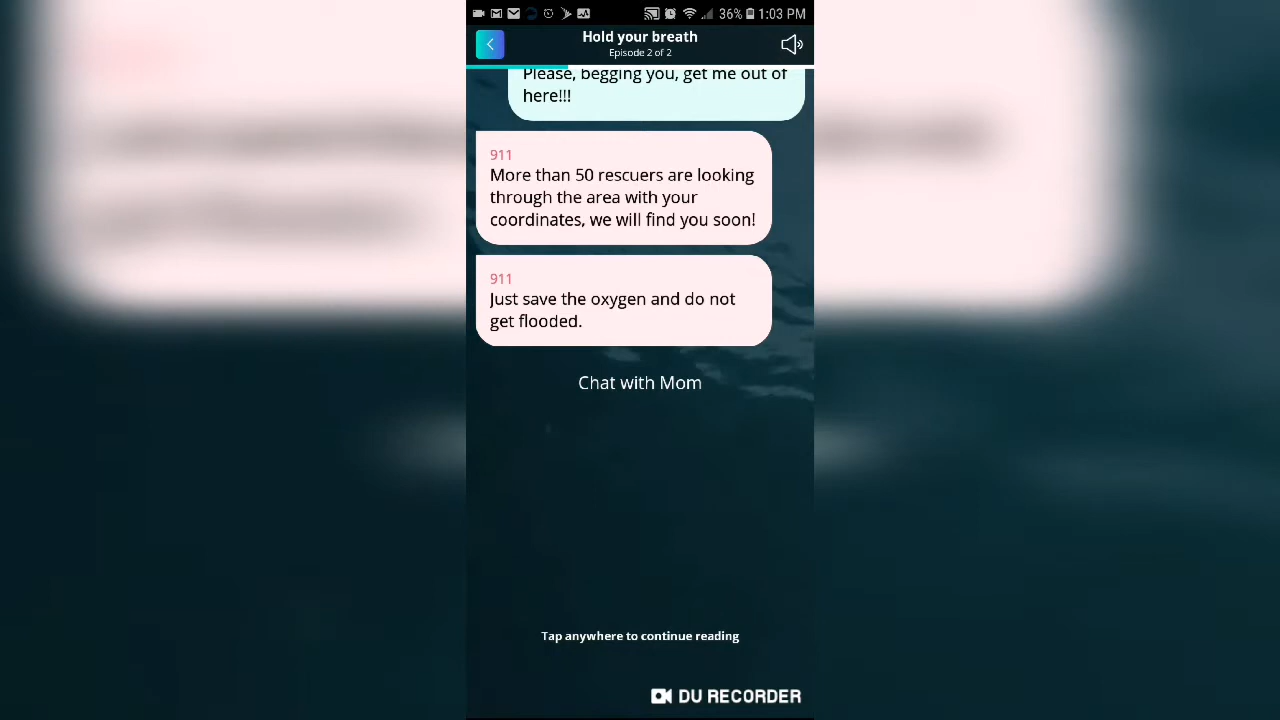 36% 1:03 PM
Hold your breath
Episode 2 of 2
Please, begging you, get me out of
here!!!
911
More than 50 rescuers are looking
through the area with your
coordinates, we will find you soon!
911
Just save the oxygen and do not
get flooded.
Chat with Mom
Tap anywhere to continue reading
DU RECORDER